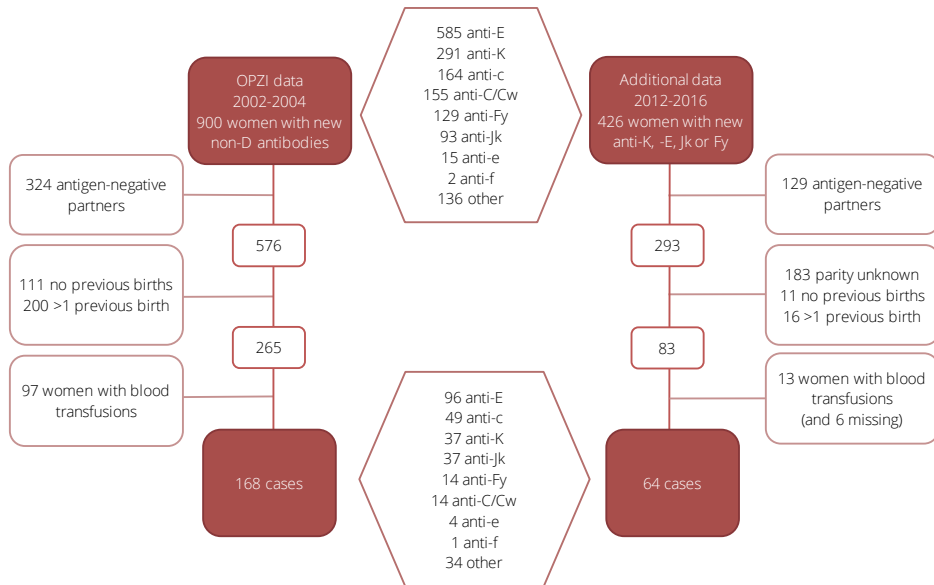 OPZI data
2002-2004
900 women with new
non-D antibodies
585 anti-E
291 anti-K
164 anti-c
155 anti-C/Cw
129 anti-Fy
93 anti-Jk
15 anti-e
2 anti-f
136 other
Additional data
2012-2016
426 women with new
anti-K, -E, Jk or Fy
324 antigen-negative
partners
129 antigen-negative
partners
576
293
111 no previous births
200 >1 previous birth
183 parity unknown
11 no previous births
16 >1 previous birth
265
83
97 women with blood
transfusions
13 women with blood
transfusions
(and 6 missing)
168 cases
96 anti-E
49 anti-c
37 anti-K
37 anti-Jk
14 anti-Fy
14 anti-C/Cw
4 anti-e
1 anti-f
34 other
64 cases